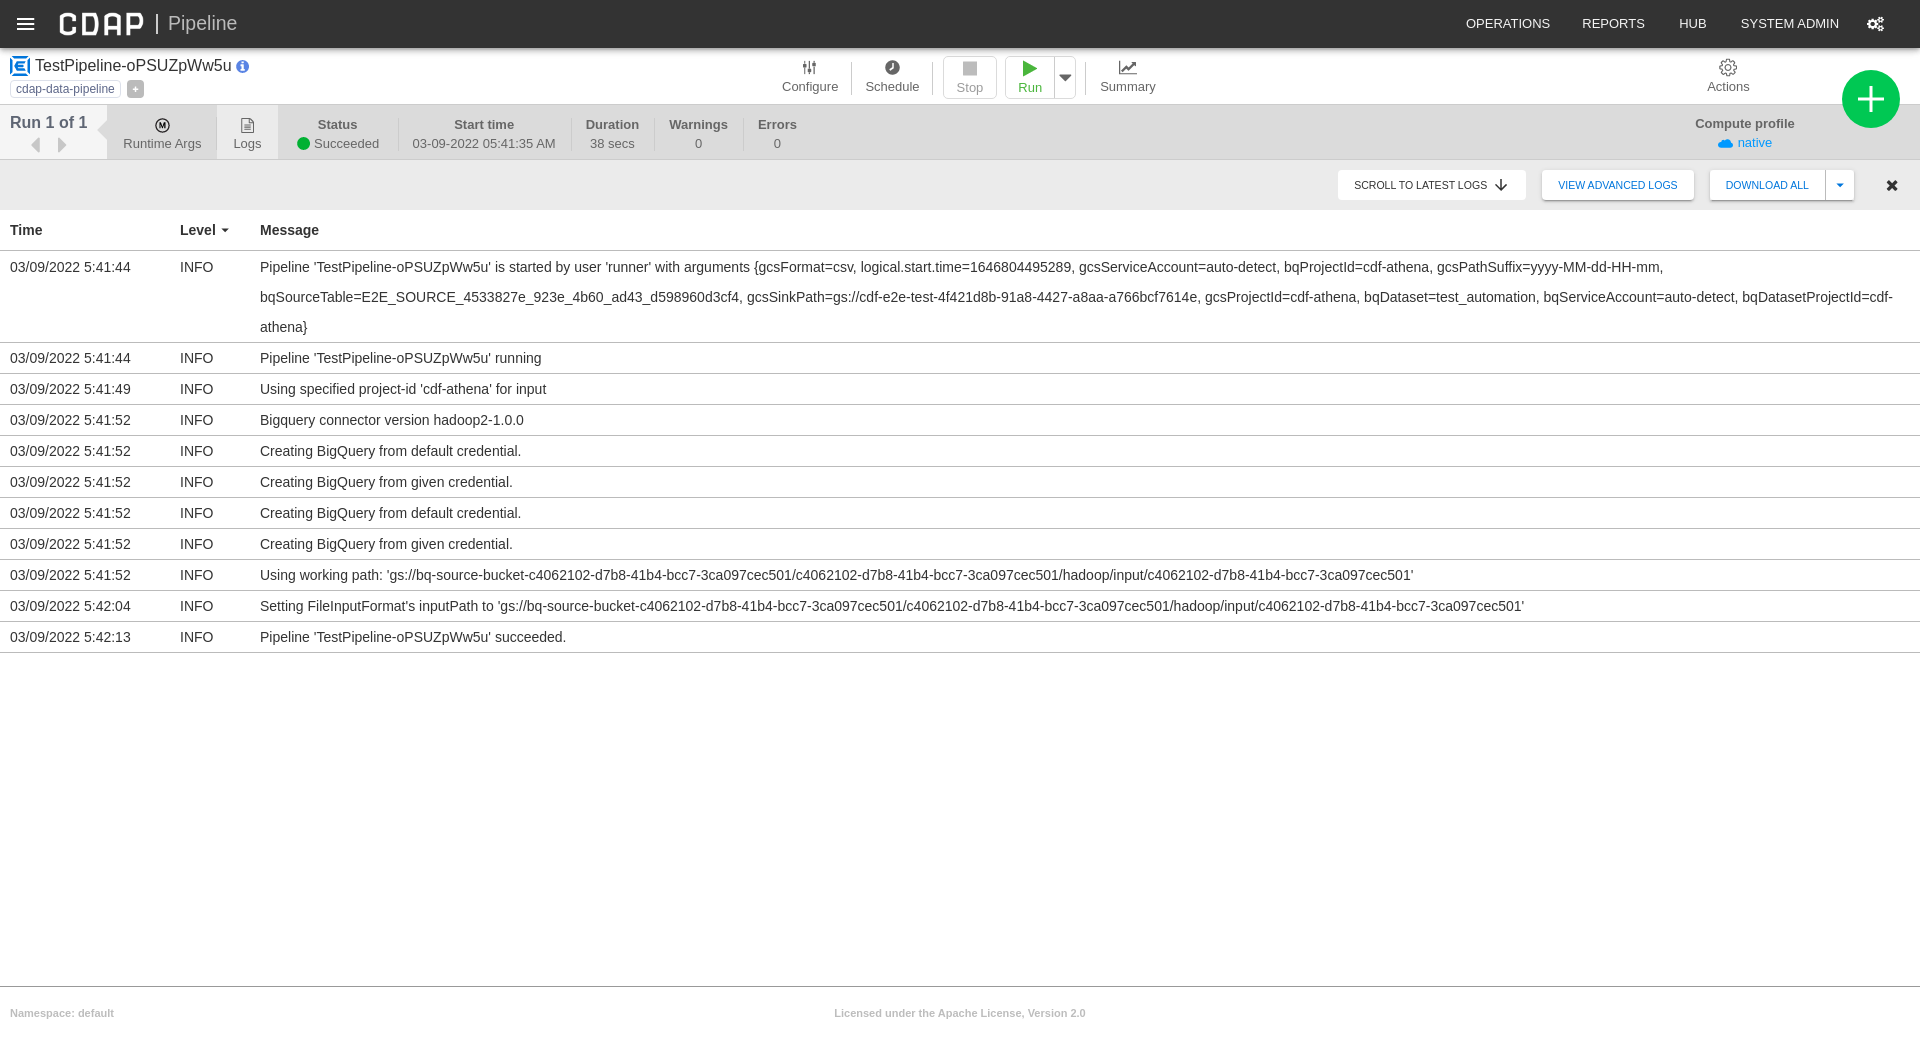 CDAP | Pipeline
OPERATIONS REPORTS HUB SYSTEM ADMIN
TestPipeline-oPSUZpWw5u
cdap-data-pipeline +
Configure Schedule Stop Run Summary Actions
Run 1 of 1
Runtime Args
Logs
Status
Succeeded
Start time
03-09-2022 05:41:35 AM
Duration
38 secs
Warnings
0
Errors
0
Compute profile
native
SCROLL TO LATEST LOGS VIEW ADVANCED LOGS DOWNLOAD ALL
Time Level Message
03/09/2022 5:41:44 INFO Pipeline 'TestPipeline-oPSUZpWw5u' is started by user 'runner' with arguments {gcsFormat=csv, logical.start.time=1646804495289, gcsServiceAccount=auto-detect, bqProjectId=cdf-athena, gcsPathSuffix=yyyy-MM-dd-HH-mm,
bqSourceTable=E2E_SOURCE_4533827e_923e_4b60_ad43_d598960d3cf4, gcsSinkPath=gs://cdf-e2e-test-4f421d8b-91a8-4427-a8aa-a766bcf7614e, gcsProjectId=cdf-athena, bqDataset=test_automation, bqServiceAccount=auto-detect, bqDatasetProjectId=cdf-
athena}
03/09/2022 5:41:44 INFO Pipeline 'TestPipeline-oPSUZpWw5u' running
03/09/2022 5:41:49 INFO Using specified project-id 'cdf-athena' for input
03/09/2022 5:41:52 INFO Bigquery connector version hadoop2-1.0.0
03/09/2022 5:41:52 INFO Creating BigQuery from default credential.
03/09/2022 5:41:52 INFO Creating BigQuery from given credential.
03/09/2022 5:41:52 INFO Creating BigQuery from default credential.
03/09/2022 5:41:52 INFO Creating BigQuery from given credential.
03/09/2022 5:41:52 INFO Using working path: 'gs://bq-source-bucket-c4062102-d7b8-41b4-bcc7-3ca097cec501/c4062102-d7b8-41b4-bcc7-3ca097cec501/hadoop/input/c4062102-d7b8-41b4-bcc7-3ca097cec501'
03/09/2022 5:42:04 INFO Setting FileInputFormat's inputPath to 'gs://bq-source-bucket-c4062102-d7b8-41b4-bcc7-3ca097cec501/c4062102-d7b8-41b4-bcc7-3ca097cec501/hadoop/input/c4062102-d7b8-41b4-bcc7-3ca097cec501'
03/09/2022 5:42:13 INFO Pipeline 'TestPipeline-oPSUZpWw5u' succeeded.
Namespace: default Licensed under the Apache License, Version 2.0